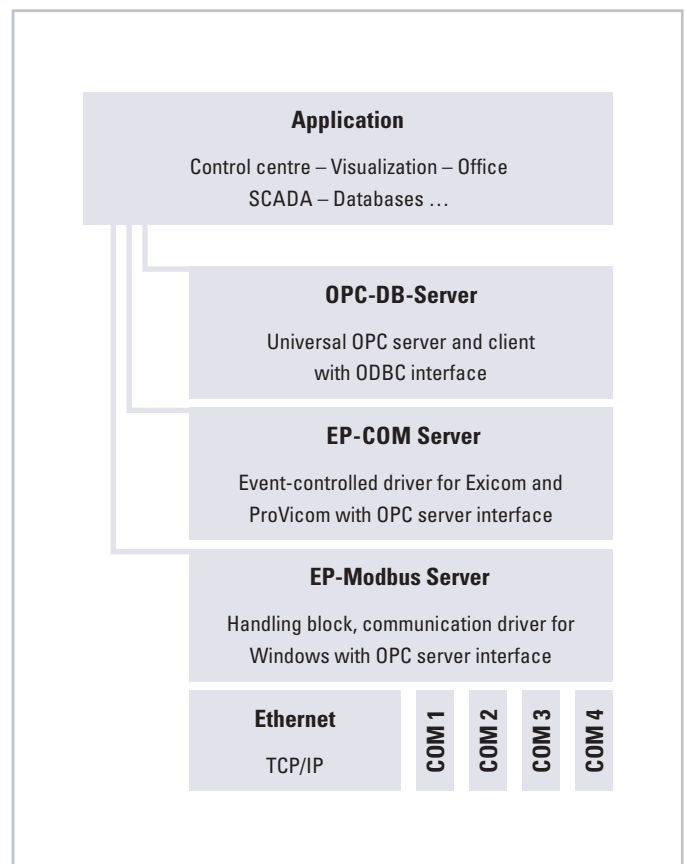 Application
Control centre – Visualization – Office
SCADA – Databases …
OPC-DB-Server
Universal OPC server and client
with ODBC interface
EP-COM Server
Event-controlled driver for Exicom and
ProVicom with OPC server interface
EP-Modbus Server
Handling block, communication driver for
Windows with OPC server interface
Ethernet
TCP/IP
COM 1
COM 2
COM 3
COM 4